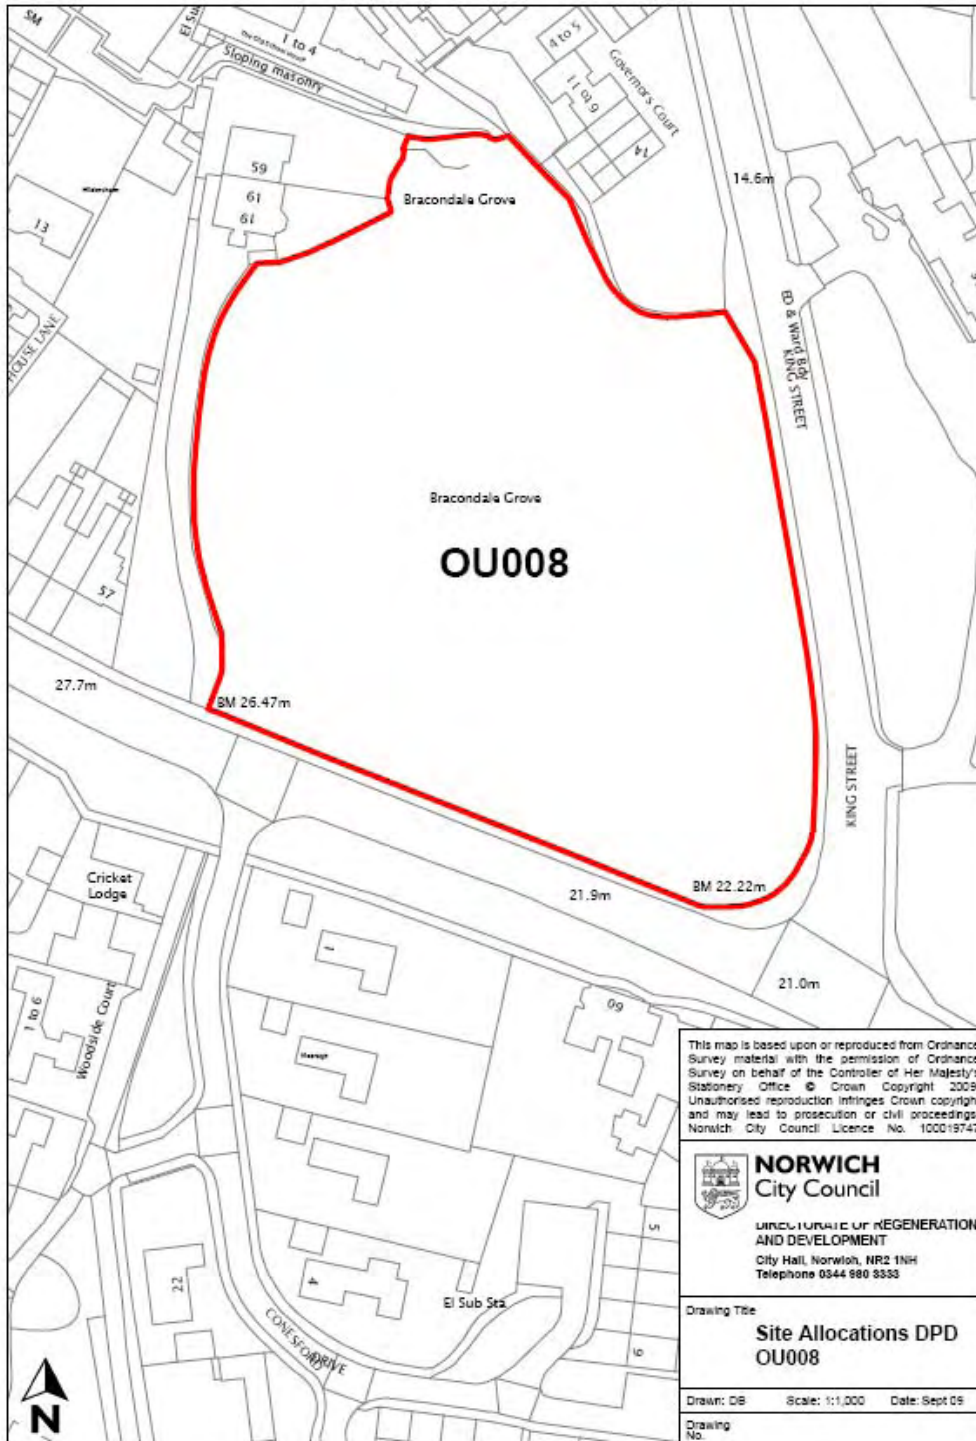 SM
El Sub
1 to 4
Sloping masonry
4 to 5
6 to 11
Governors Court
14
14.6m
59
61
19
13
Bracondale Grove
HOUSE LANE
ED & Ward Bdy
KING STREET
Bracondale Grove
OU008
57
27.7m
BM 26.47m
KING STREET
BM 22.22m
21.9m
21.0m
Cricket
Lodge
1
60
1 to 6
Woodside Court
22
4
El Sub Sta
5
9
CONESFORD
DRIVE
N
This map is based upon or reproduced from Ordnance
Survey material with the permission of Ordnance
Survey on behalf of the Controller of Her Majesty's
Stationery Office © Crown Copyright 2009
Unauthorised reproduction infringes Crown copyrigh
and may lead to prosecution or civil proceedings
Norwich City Council Licence No. 100019747
NORWICH
City Council
DIRECTORATE OF REGENERATION
AND DEVELOPMENT
City Hall, Norwich, NR2 1NH
Telephone 0344 980 3333
Drawing Title
Site Allocations DPD
OU008
Drawn: DB Scale: 1:1,000 Date: Sept 09
Drawing
No.